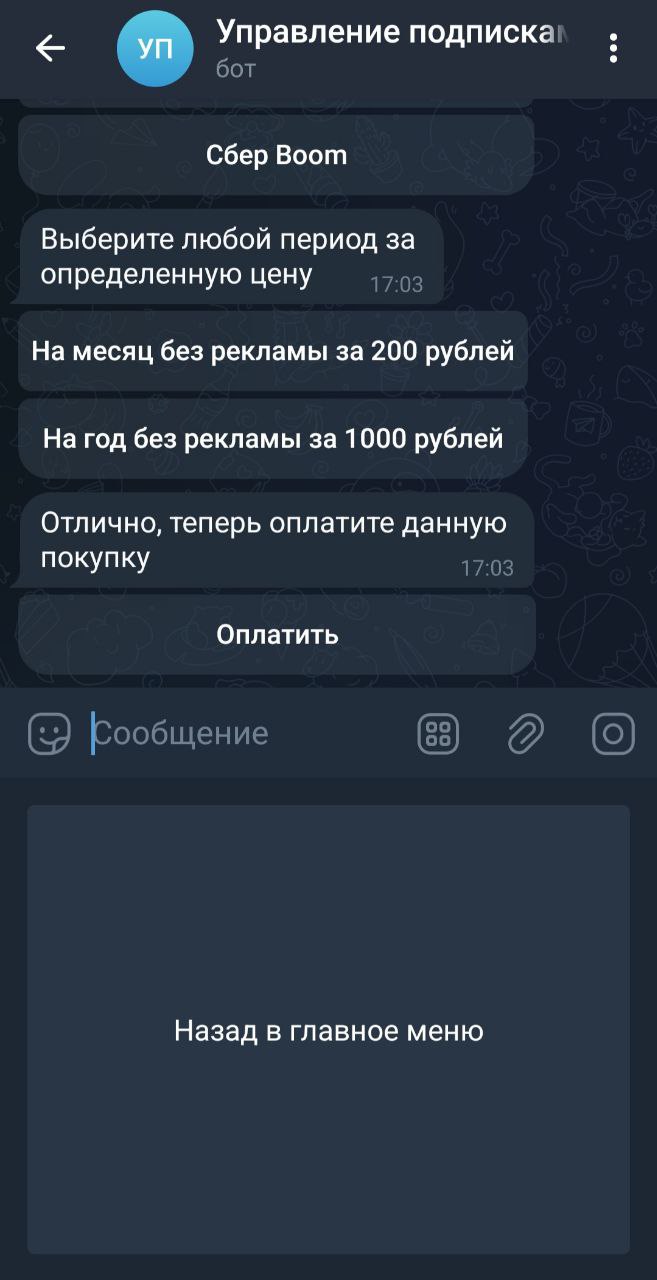 УП
Управление подпискам
бот
Сбер Boom
Выберите любой период за
определенную цену
17:03
На месяц без рекламы за 200 рублей
На год без рекламы за 1000 рублей
Отлично, теперь оплатите данную
покупку
17:03
Оплатить
Сообщение
Назад в главное меню